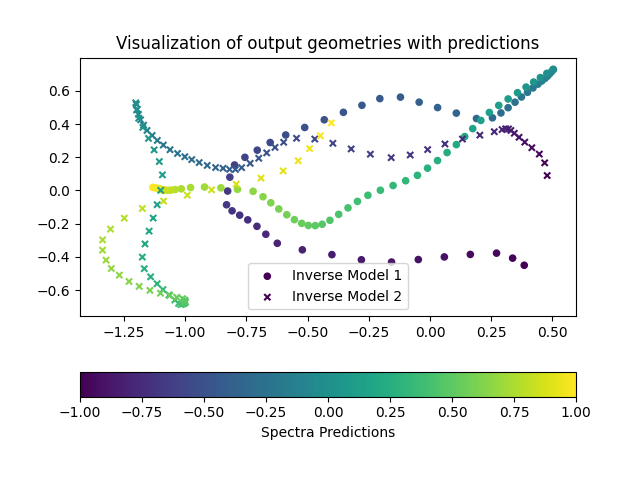 Visualization of output geometries with predictions
0.6
0.4
0.2
0.0
−0.2
−0.4
−0.6
Inverse Model 1
Inverse Model 2
−1.25 −1.00 −0.75 −0.50 −0.25 0.00 0.25 0.50
−1.00 −0.75 −0.50 −0.25 0.00 0.25 0.50 0.75 1.00
Spectra Predictions